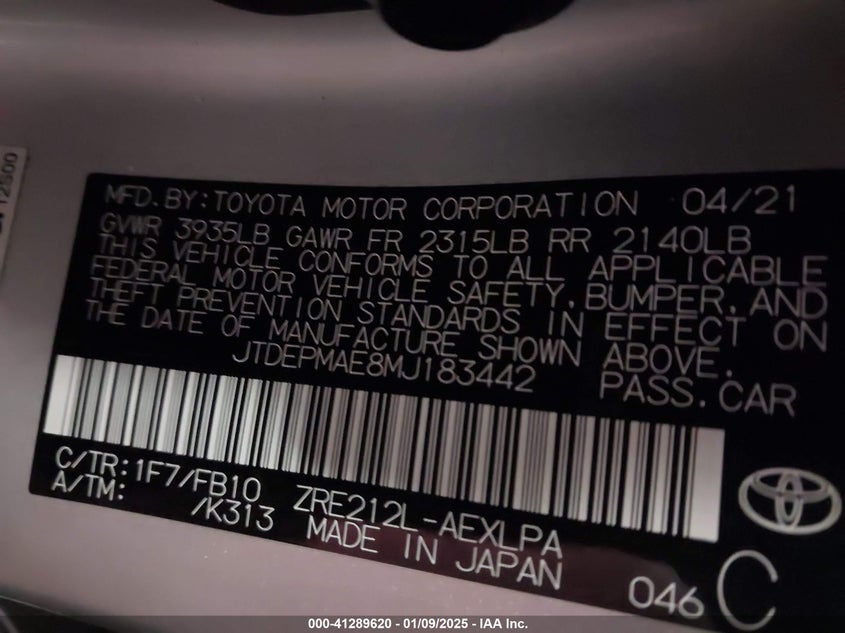 12500
MFD.BY:TOYOTA MOTOR CORPORATION 04/21
GVWR 3935LB GAWR FR 2315LB RR 2140LB
THIS VEHICLE CONFORMS TO ALL APPLICABLE
FEDERAL MOTOR VEHICLE SAFETY,BUMPER,AND
THEFT PREVENTION STANDARDS IN EFFECT ON
THE DATE OF MANUFACTURE SHOWN ABOVE.
JTDEPMAE8MJ183442 PASS.CAR
C/TR:1F7/FB10 ZRE212L-AEXLPA
A/TM: /K313 MADE IN JAPAN 046 C
000-41289620 - 01/09/2025 - IAA Inc.